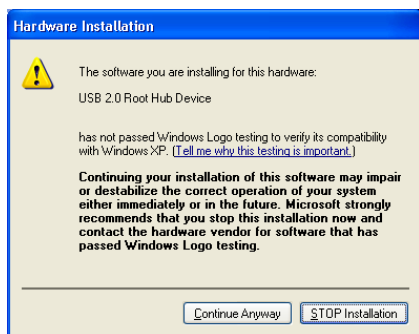 Hardware Installation
The software you are installing for this hardware:
USB 2.0 Root Hub Device
has not passed Windows Logo testing to verify its compatibility
with Windows XP. (Tell me why this testing is important.)
Continuing your installation of this software may impair
or destabilize the correct operation of your system
either immediately or in the future. Microsoft strongly
recommends that you stop this installation now and
contact the hardware vendor for software that has
passed Windows Logo testing.
Continue Anyway STOP Installation